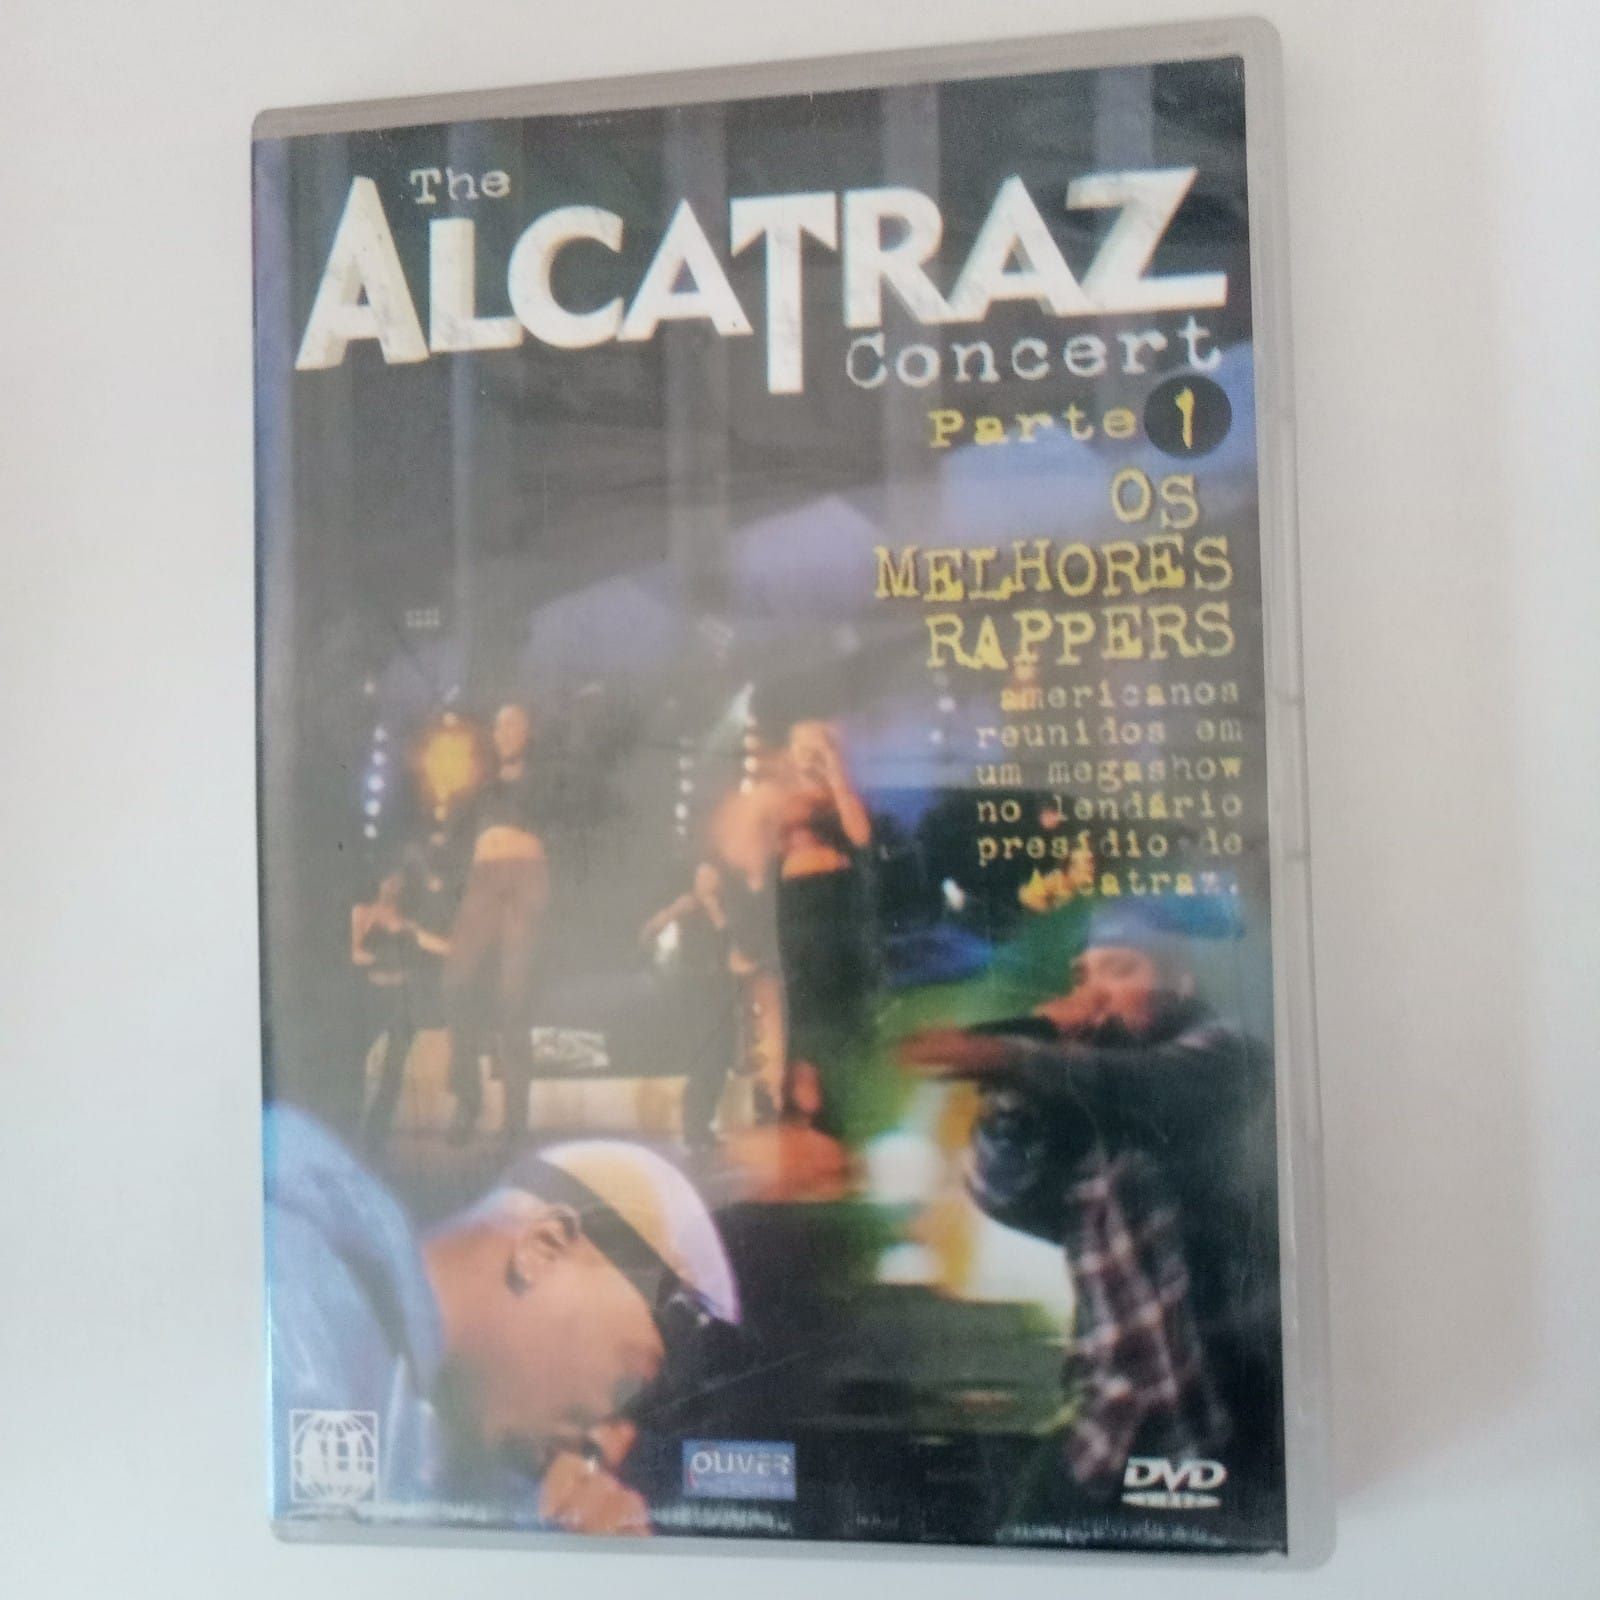 The
ALCATRAZ
Concert
Parte 1
OS
MELHORES
RAPPERS
americanos
reunidos em
um megashow
no lendário
presídio de
Alcatraz.
OLIVER
DVD